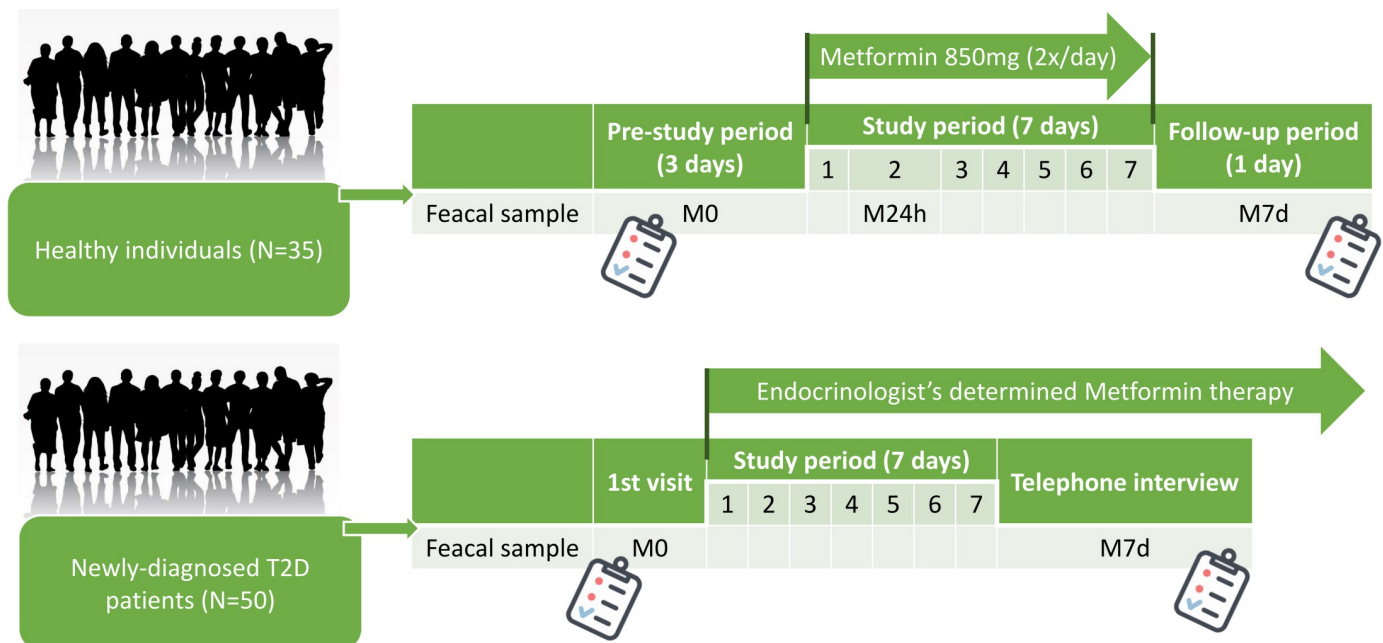 Metformin 850mg (2x/day)
Pre-study period
(3 days)
Study period (7 days)
Follow-up period
(1 day)
1 2 3 4 5 6 7
Feacal sample M0 M24h M7d
Healthy individuals (N=35)
Endocrinologist's determined Metformin therapy
1st visit
Study period (7 days)
Telephone interview
1 2 3 4 5 6 7
Feacal sample M0 M7d
Newly-diagnosed T2D
patients (N=50)